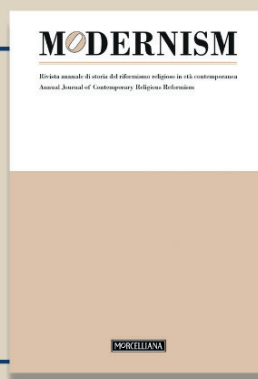 MODERNISM
Rivista annuale di storia del riformismo religioso in età contemporanea
Annual Journal of Contemporary Religious Reformism
MORCELLIANA